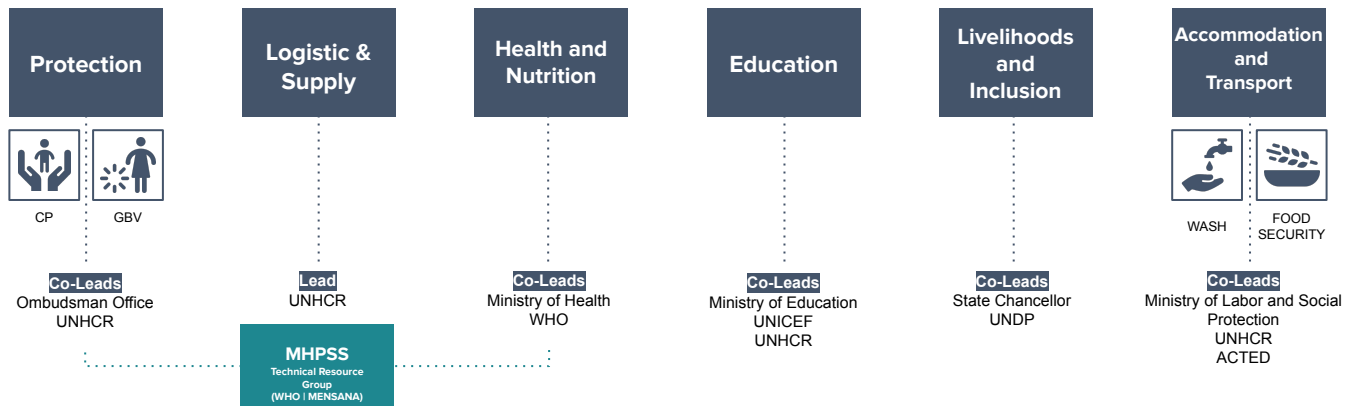 Protection
Logistic &
Supply
Health and
Nutrition
Education
Livelihoods
and
Inclusion
Accommodation
and
Transport
CP
GBV
WASH
FOOD
SECURITY
Co-Leads
Ombudsman Office
UNHCR
Lead
UNHCR
Co-Leads
Ministry of Health
WHO
Co-Leads
Ministry of Education
UNICEF
UNHCR
Co-Leads
State Chancellor
UNDP
Co-Leads
Ministry of Labor and Social
Protection
UNHCR
ACTED
MHPSS
Technical Resource
Group
(WHO | MENSANA)